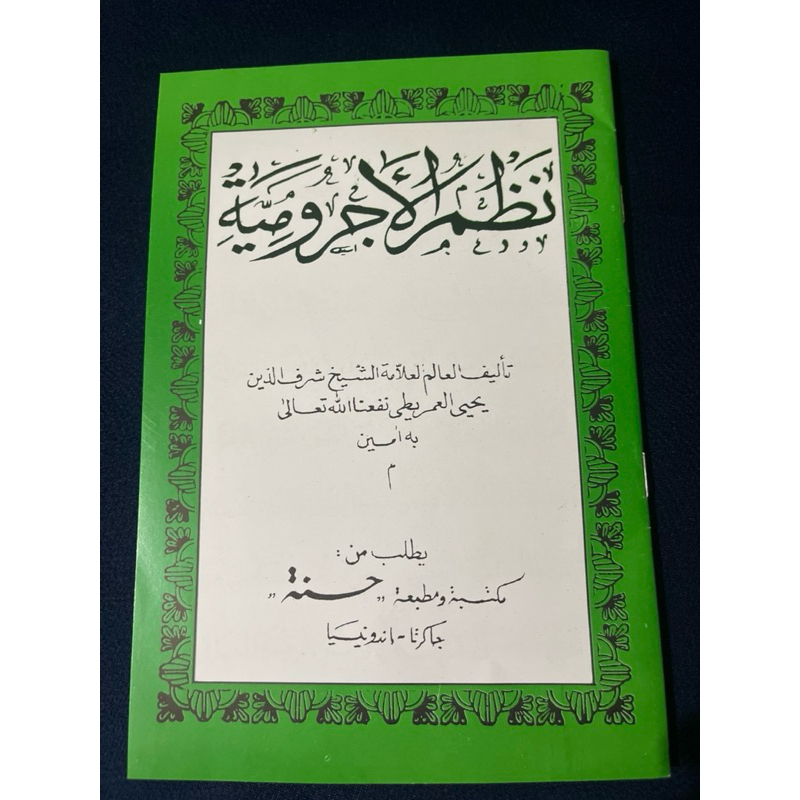 نظم الأجرومية
تأليف العالم العلامة الشيخ شرف الدين
يحيى العمريطي نفعنا الله تعالى
به آمين
م
يطلب من :
مكتبة ومطبعة „حسنة„
جاكرتا - اندونيسيا